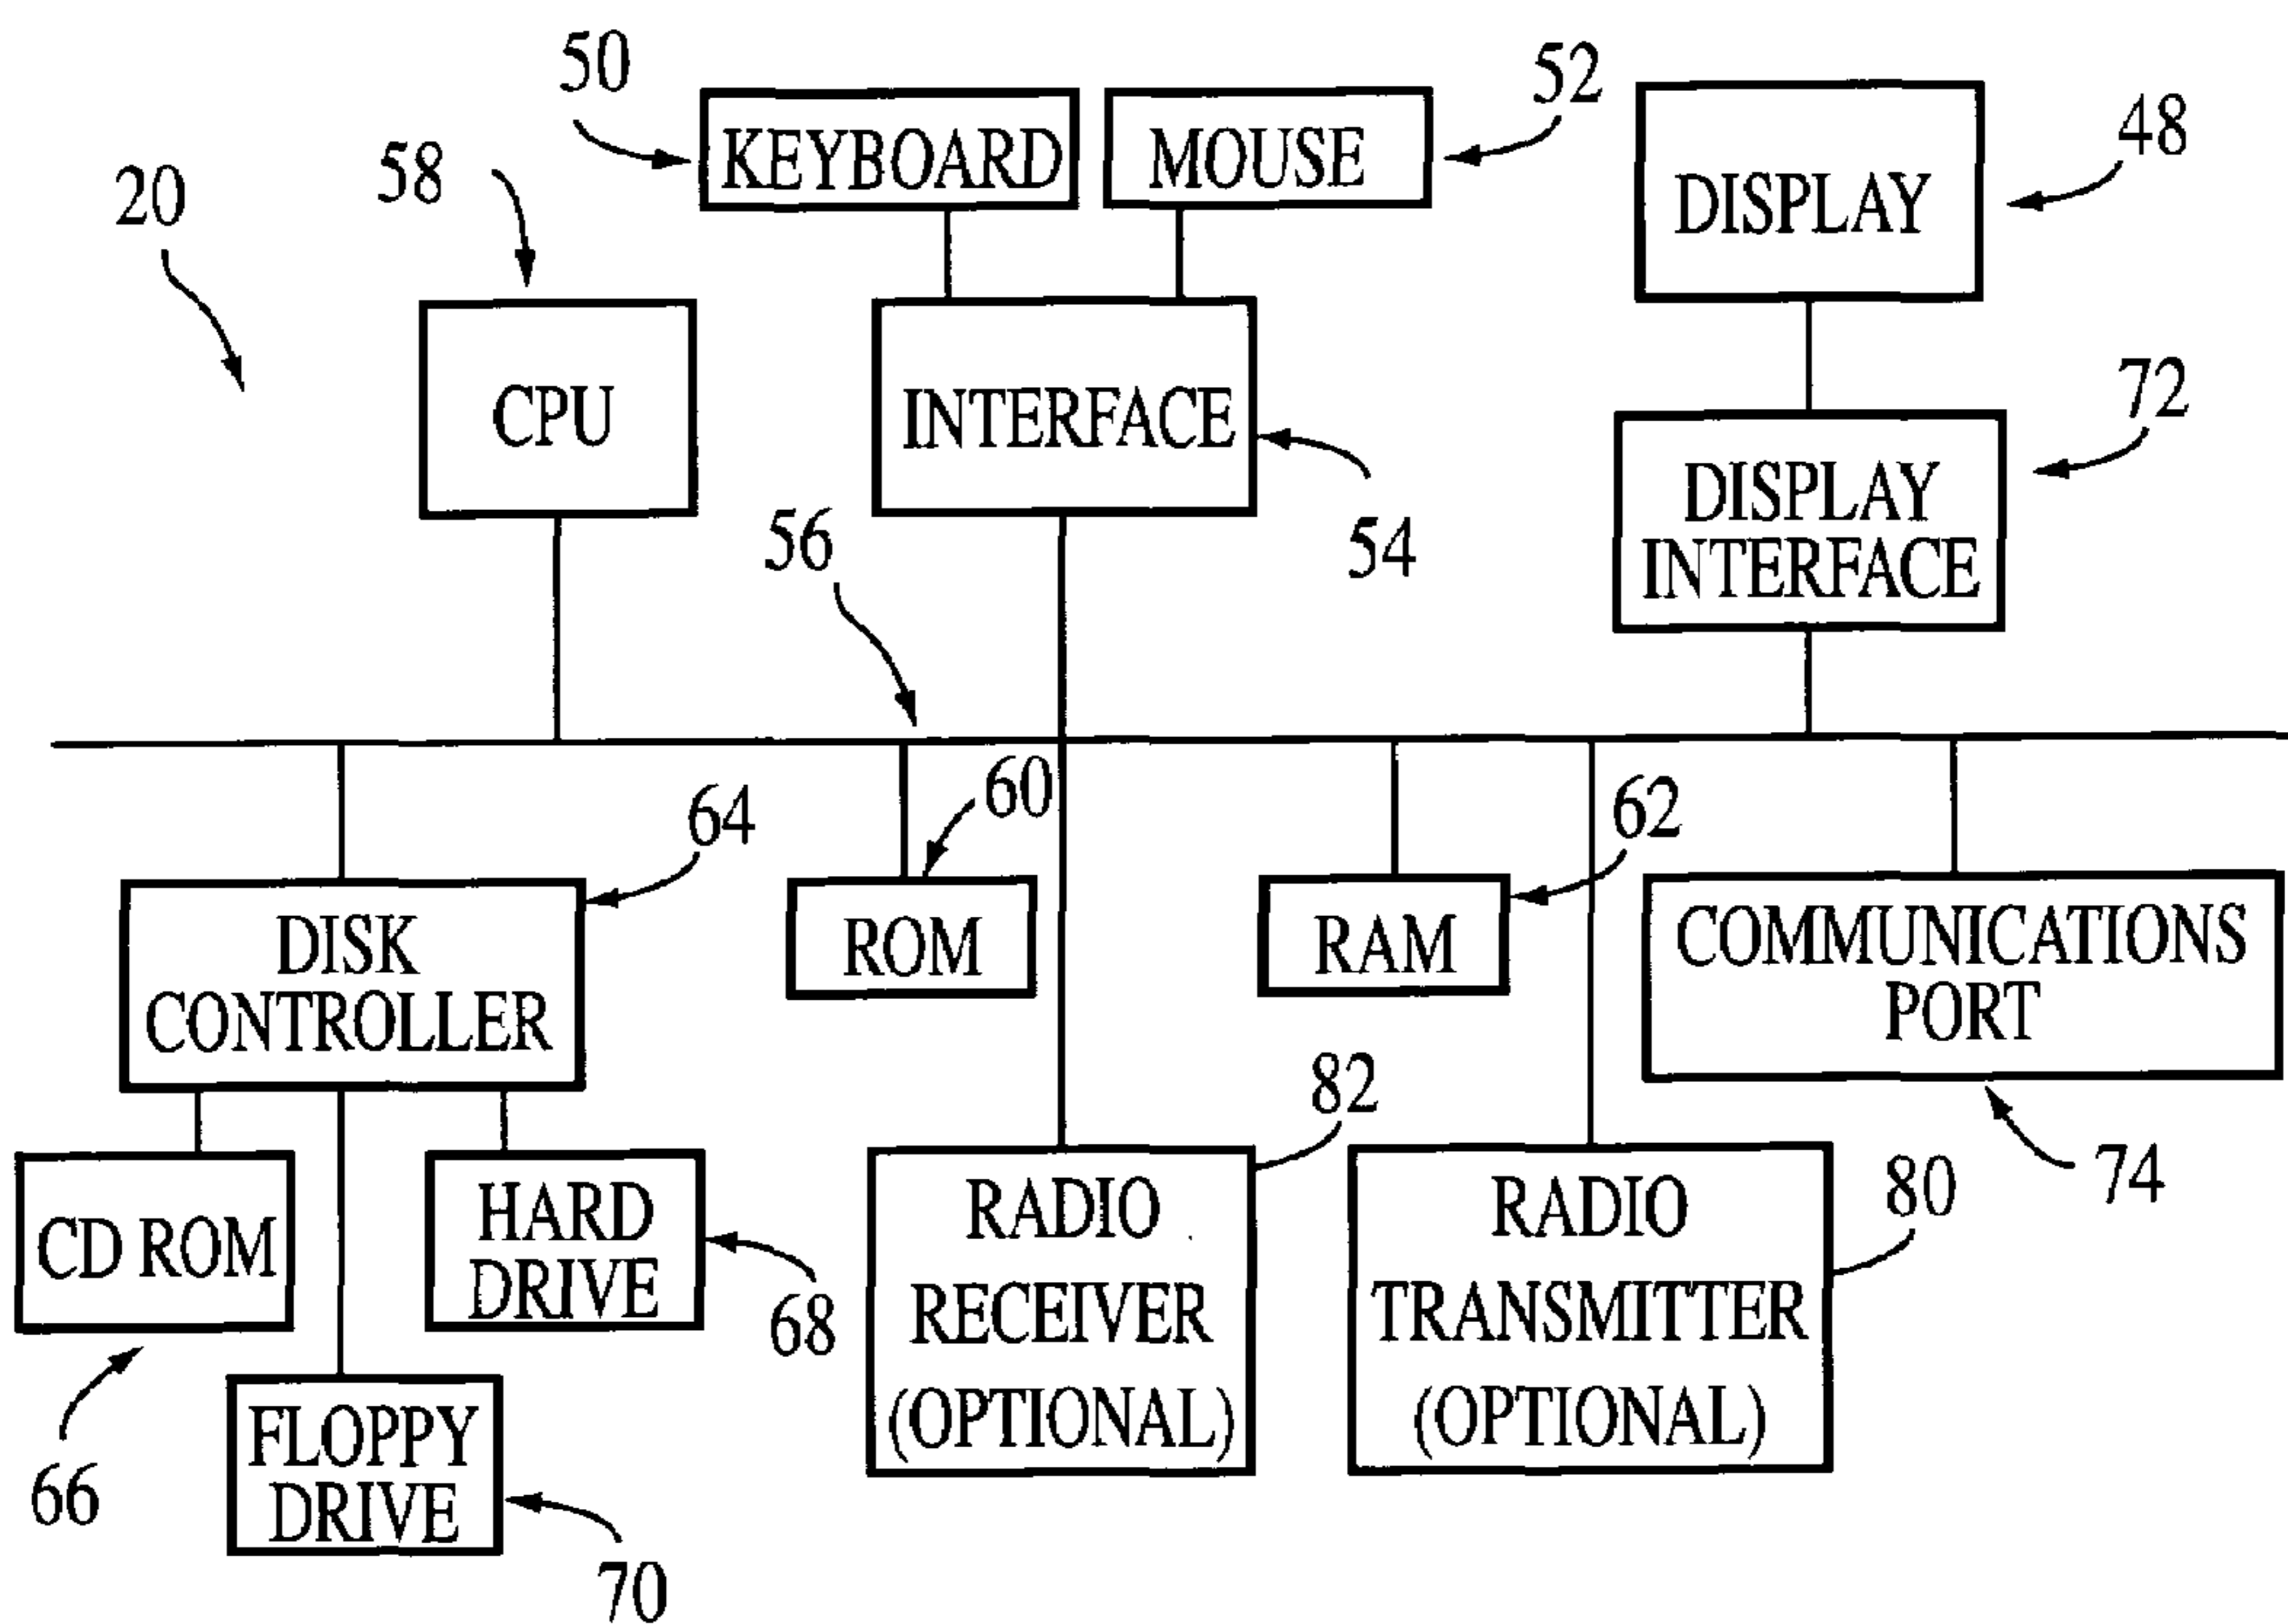 50
52
KEYBOARD
MOUSE
48
58
20
DISPLAY
72
CPU
INTERFACE
DISPLAY
INTERFACE
56
54
60
62
64
DISK
CONTROLLER
ROM
RAM
COMMUNICATIONS
PORT
82
74
80
CD ROM
HARD
DRIVE
68
RADIO
RECEIVER
(OPTIONAL)
RADIO
TRANSMITTER
(OPTIONAL)
66
FLOPPY
DRIVE
70